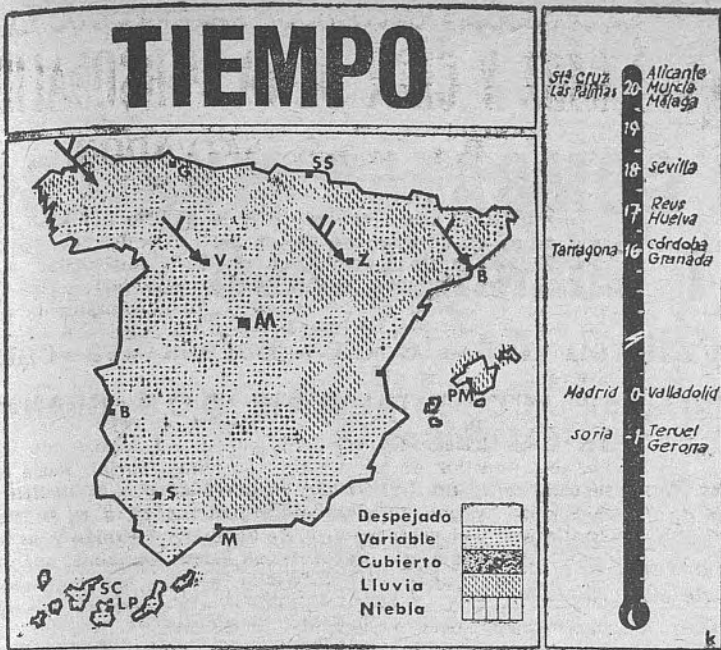 TIEMPO
G
SS
V
Z
B
M
B
PM
S
M
SC
LP
Despejado
Variable
Cubierto
Lluvia
Niebla
Stª Cruz
Las Palmas
20
Alicante
Murcia
Málaga
19
18
Sevilla
17
Reus
Huelva
Tarragona
16
Córdoba
Granada
Madrid
0
Valladolid
Soria
-1
Teruel
Gerona
k